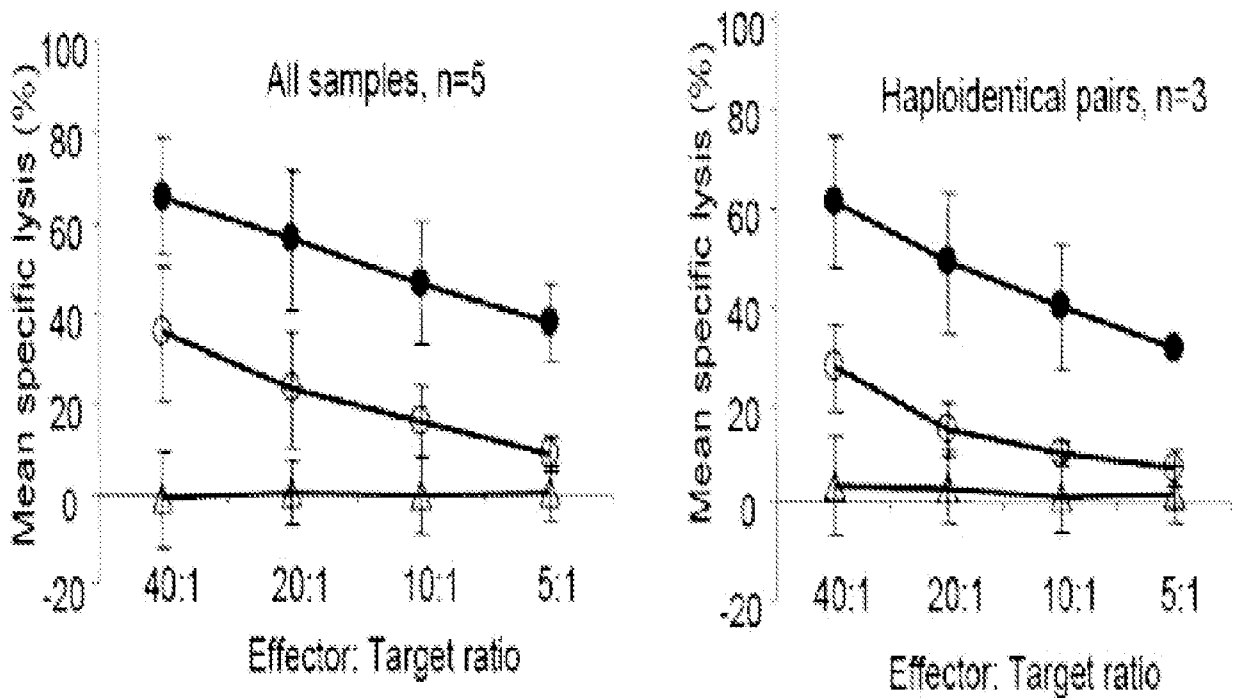 Mean specific lysis (%)
100
80
60
40
20
0
-20
All samples, n=5
40:1 20:1 10:1 5:1
Effector: Target ratio
Mean specific lysis (%)
100
80
60
40
20
0
-20
Haploidentical pairs, n=3
40:1 20:1 10:1 5:1
Effector: Target ratio